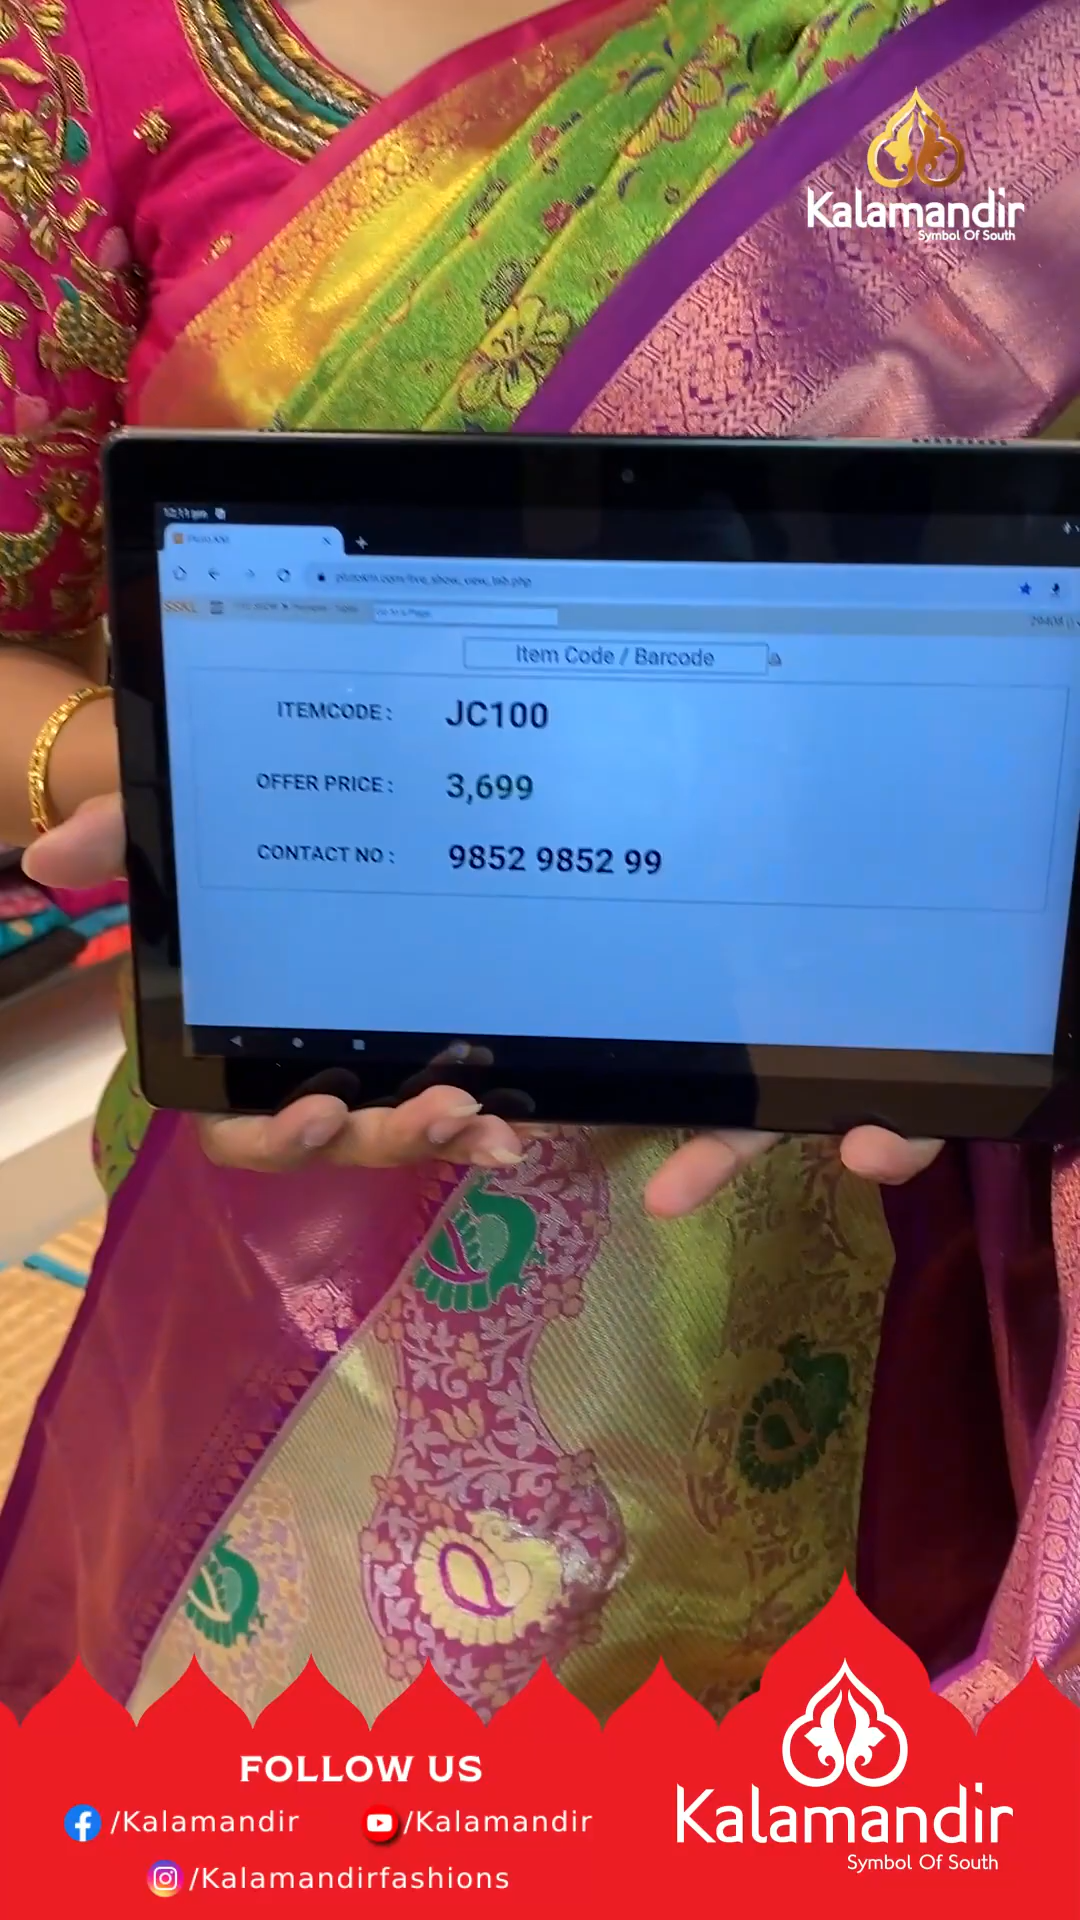 Kalamandir
Symbol Of South
SSKL
Item Code / Barcode
ITEMCODE : JC100
OFFER PRICE : 3,699
CONTACT NO : 9852 9852 99
FOLLOW US
/Kalamandir /Kalamandir
/Kalamandirfashions
Kalamandir
Symbol Of South